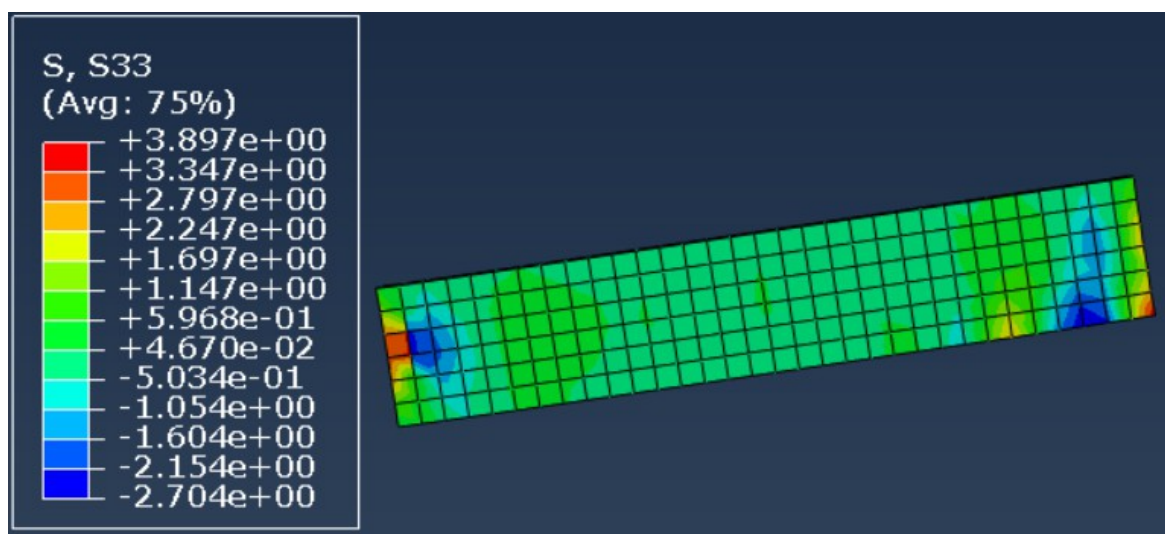 S, S33
(Avg: 75%)
+3.897e+00
+3.347e+00
+2.797e+00
+2.247e+00
+1.697e+00
+1.147e+00
+5.968e-01
+4.670e-02
-5.034e-01
-1.054e+00
-1.604e+00
-2.154e+00
-2.704e+00